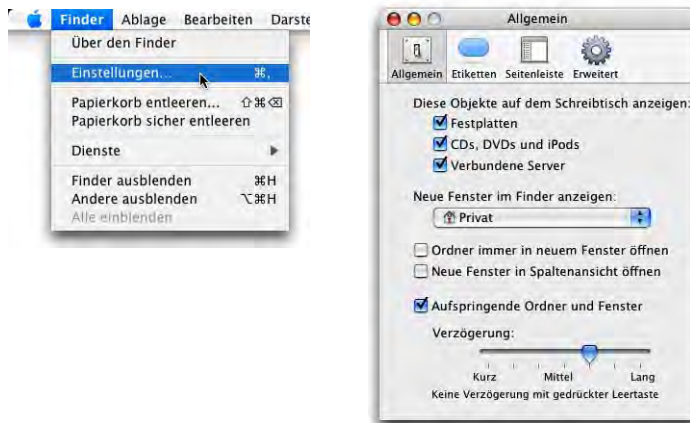 Finder Ablage Bearbeiten Darste
Über den Finder
Einstellungen... ⌘,
Papierkorb entleeren... ⇧⌘⌫
Papierkorb sicher entleeren
Dienste ▶
Finder ausblenden ⌘H
Andere ausblenden ⌥⌘H
Alle einblenden
Allgemein
Allgemein Etiketten Seitenleiste Erweitert
Diese Objekte auf dem Schreibtisch anzeigen:
Festplatten
CDs, DVDs und iPods
Verbundene Server
Neue Fenster im Finder anzeigen:
Privat
Ordner immer in neuem Fenster öffnen
Neue Fenster in Spaltenansicht öffnen
Aufspringende Ordner und Fenster
Verzögerung:
Kurz Mittel Lang
Keine Verzögerung mit gedrückter Leertaste